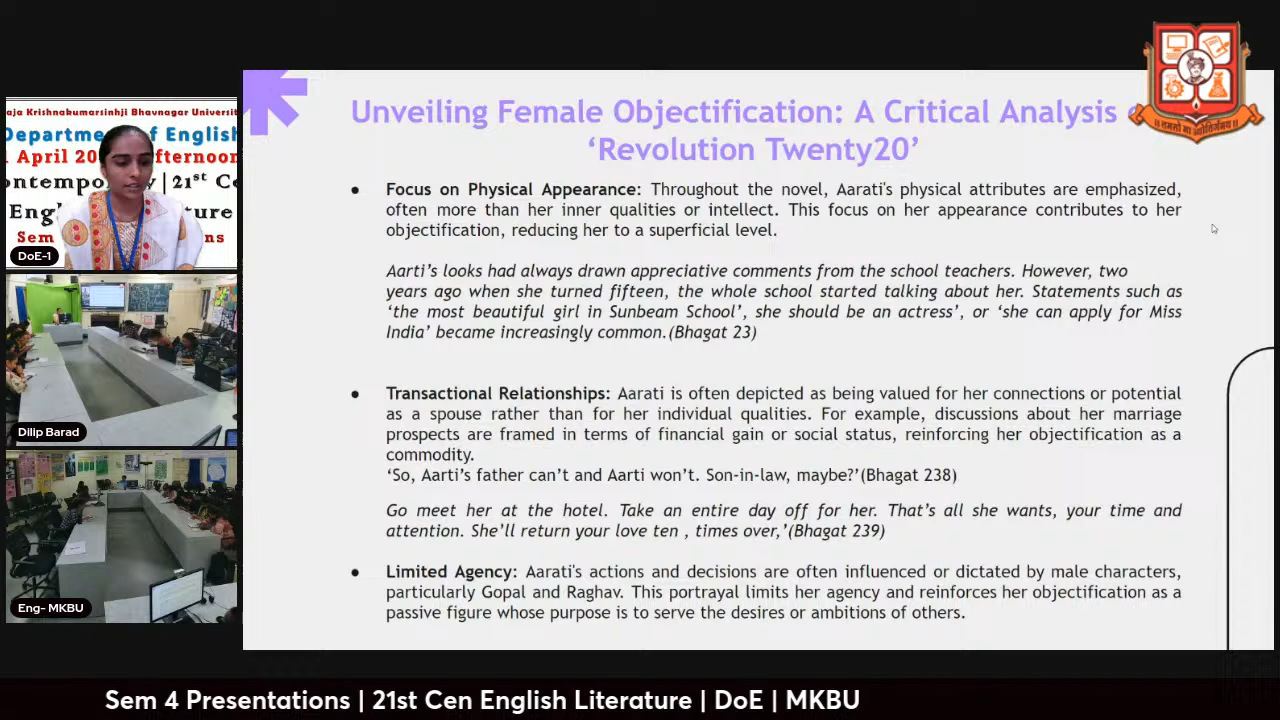 aja Krishnakumarsinhji Bhavnagar Universit
Departme of English
April 20 fternoon
ontempo | 21st Ce
Eng ture
Sem ns
DoE-1
Dilip Barad
Eng- MKBU
Unveiling Female Objectification: A Critical Analysis
‘Revolution Twenty20’
● Focus on Physical Appearance: Throughout the novel, Aarati's physical attributes are emphasized,
often more than her inner qualities or intellect. This focus on her appearance contributes to her
objectification, reducing her to a superficial level.
Aarti’s looks had always drawn appreciative comments from the school teachers. However, two
years ago when she turned fifteen, the whole school started talking about her. Statements such as
‘the most beautiful girl in Sunbeam School’, she should be an actress’, or ‘she can apply for Miss
India’ became increasingly common.(Bhagat 23)
● Transactional Relationships: Aarati is often depicted as being valued for her connections or potential
as a spouse rather than for her individual qualities. For example, discussions about her marriage
prospects are framed in terms of financial gain or social status, reinforcing her objectification as a
commodity.
‘So, Aarti’s father can’t and Aarti won’t. Son-in-law, maybe?’(Bhagat 238)
Go meet her at the hotel. Take an entire day off for her. That’s all she wants, your time and
attention. She’ll return your love ten , times over,’(Bhagat 239)
● Limited Agency: Aarati's actions and decisions are often influenced or dictated by male characters,
particularly Gopal and Raghav. This portrayal limits her agency and reinforces her objectification as a
passive figure whose purpose is to serve the desires or ambitions of others.
Sem 4 Presentations | 21st Cen English Literature | DoE | MKBU